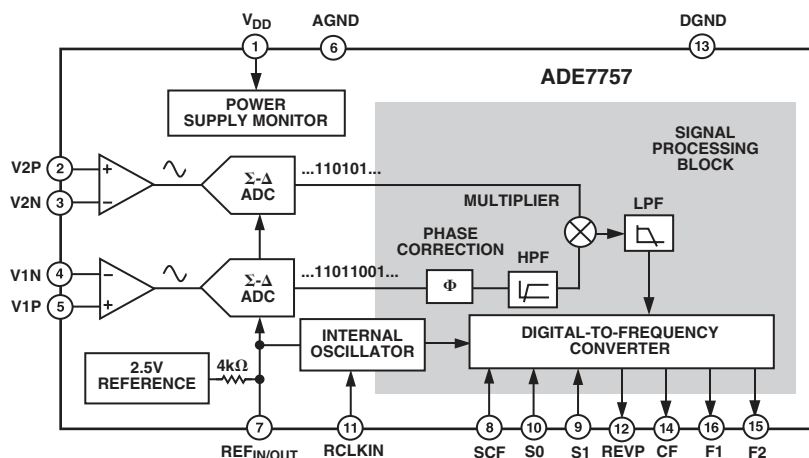 VDD
AGND
DGND
1
6
13
ADE7757
POWER
SUPPLY MONITOR
SIGNAL
PROCESSING
BLOCK
V2P
2
+
Σ-Δ
ADC
...110101...
V2N
3
−
MULTIPLIER
LPF
PHASE
CORRECTION
HPF
V1N
4
−
Σ-Δ
ADC
...11011001...
Φ
V1P
5
+
INTERNAL
OSCILLATOR
DIGITAL-TO-FREQUENCY
CONVERTER
2.5V
REFERENCE
4kΩ
7
11
8
10
9
12
14
16
15
REFIN/OUT
RCLKIN
SCF
S0
S1
REVP
CF
F1
F2